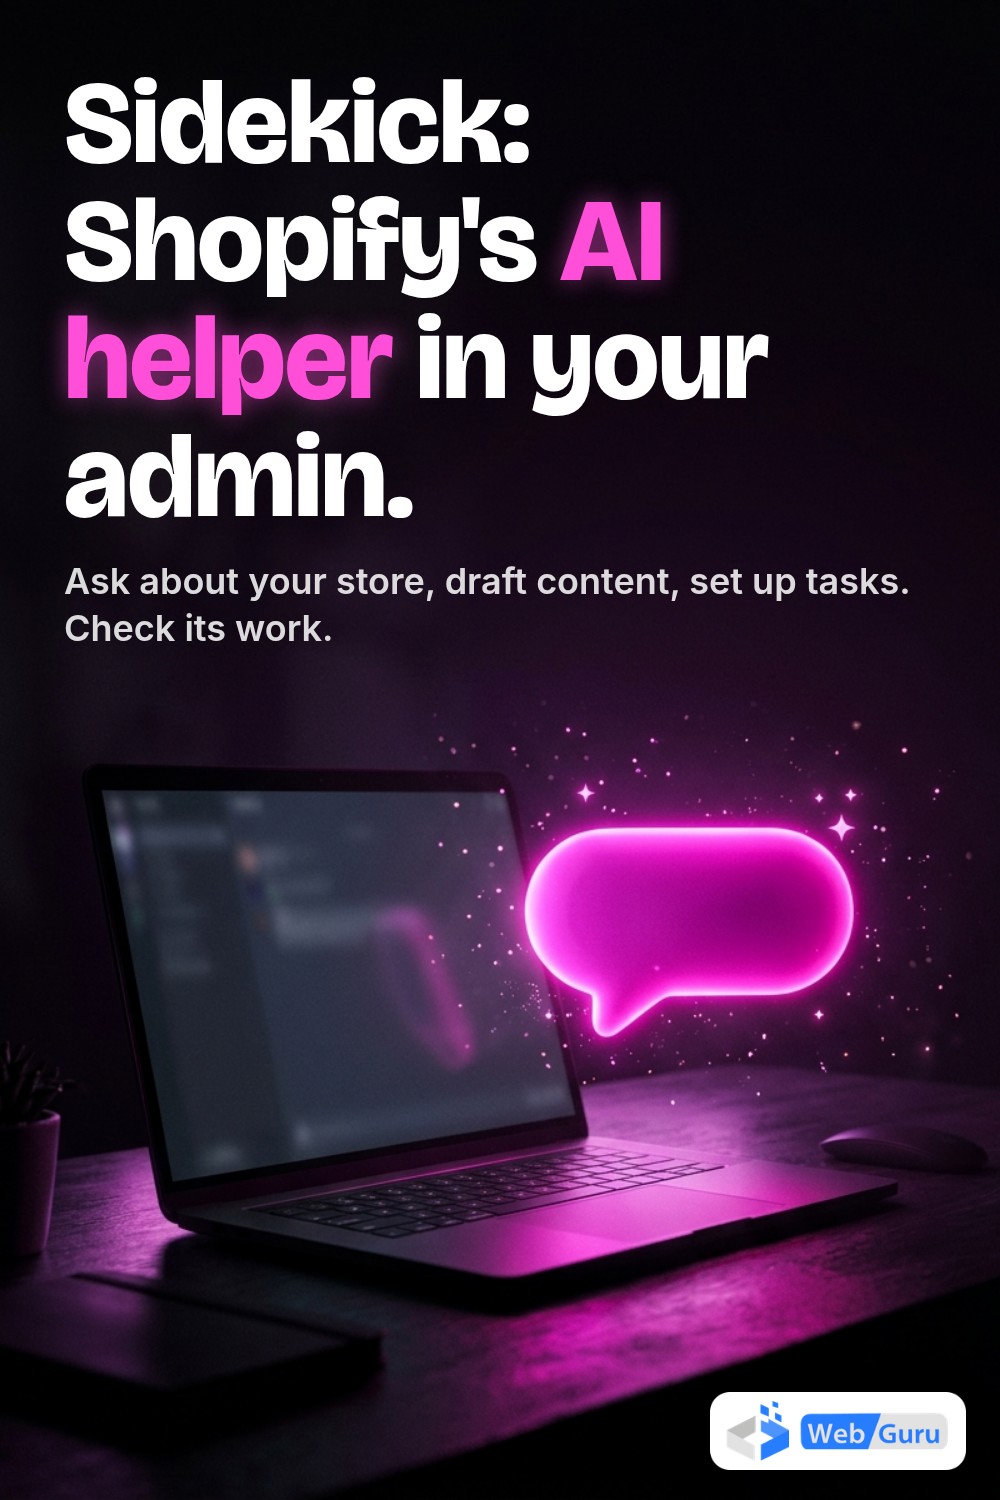 Sidekick:
Shopify's AI
helper in your
admin.
Ask about your store, draft content, set up tasks.
Check its work.
Web Guru